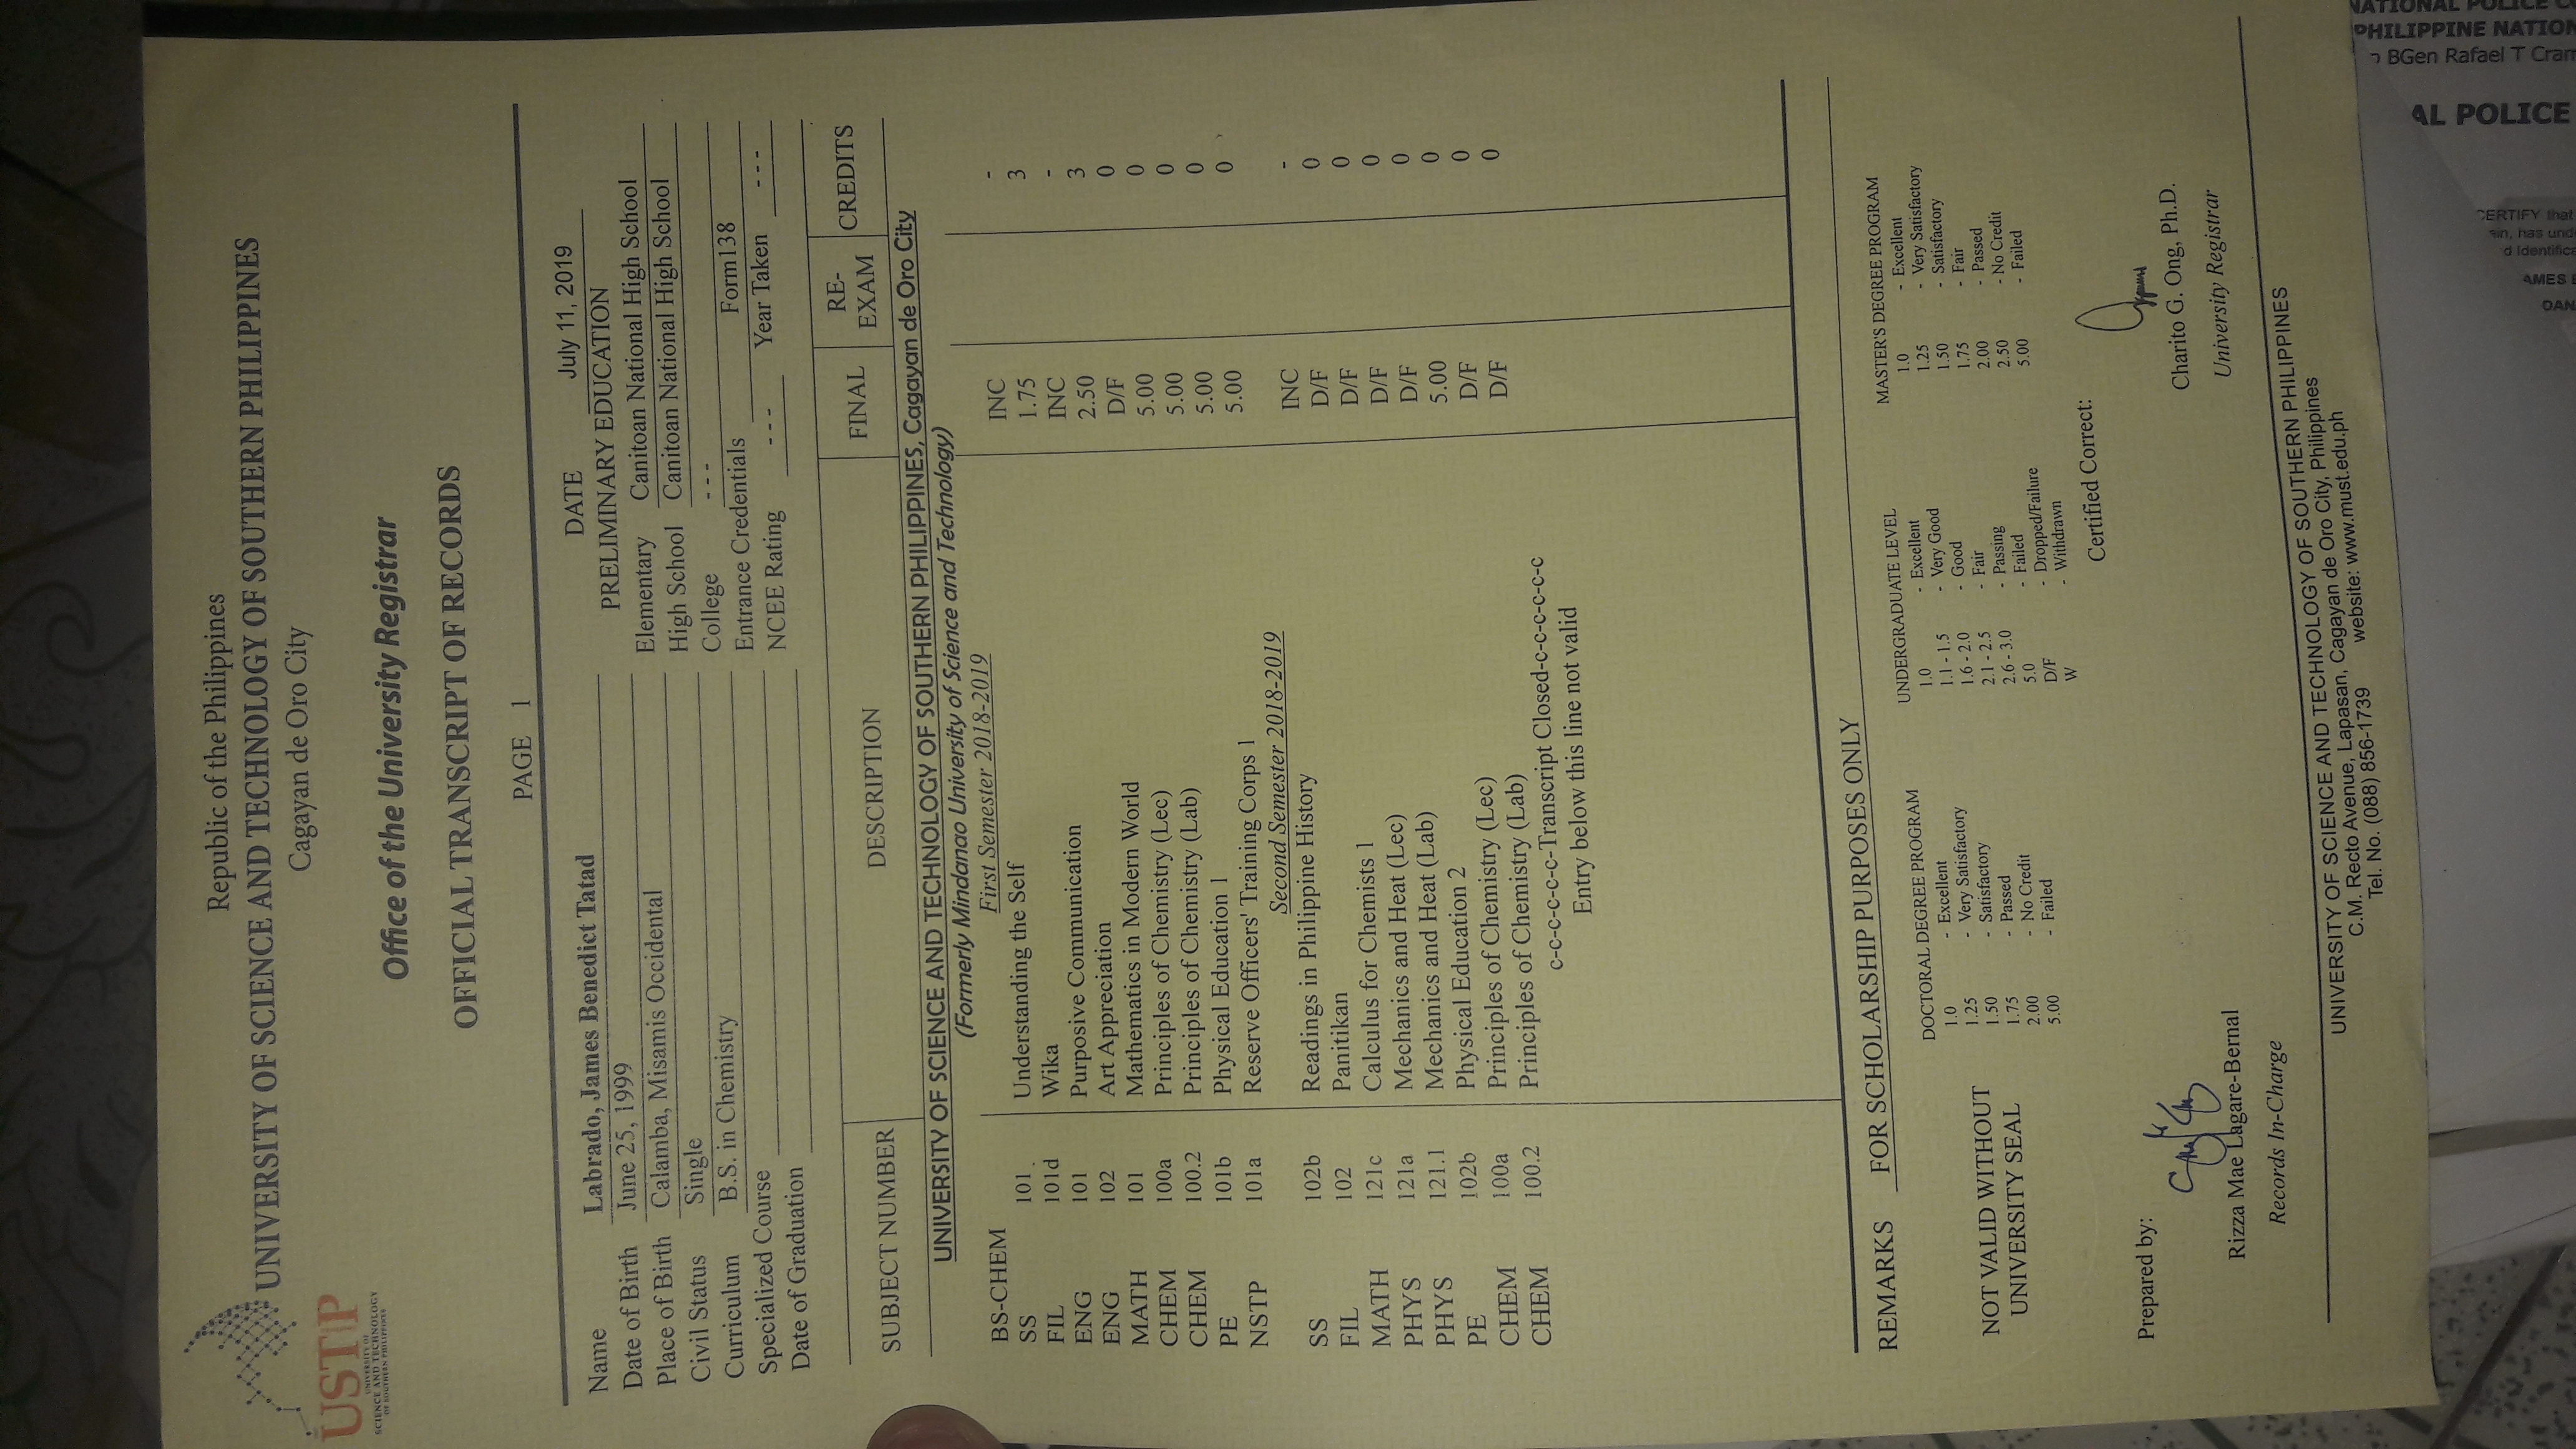 Republic of the Philippines
UNIVERSITY OF SCIENCE AND TECHNOLOGY OF SOUTHERN PHILIPPINES
Cagayan de Oro City
USTP
UNIVERSITY OF
SCIENCE AND TECHNOLOGY
OF SOUTHERN PHILIPPINES
Office of the University Registrar
OFFICIAL TRANSCRIPT OF RECORDS
PAGE 1
DATE July 11, 2019
Name Labrado, James Benedict Tatad PRELIMINARY EDUCATION
Date of Birth June 25, 1999 Elementary Canitoan National High School
Place of Birth Calamba, Misamis Occidental High School Canitoan National High School
Civil Status Single College - - -
Curriculum B.S. in Chemistry Entrance Credentials Form138
Specialized Course NCEE Rating - - - Year Taken - - -
Date of Graduation
SUBJECT NUMBER DESCRIPTION FINAL RE-EXAM CREDITS
UNIVERSITY OF SCIENCE AND TECHNOLOGY OF SOUTHERN PHILIPPINES, Cagayan de Oro City
(Formerly Mindanao University of Science and Technology)
BS-CHEM First Semester 2018-2019
SS 101 Understanding the Self INC -
FIL 101d Wika 1.75 3
ENG 101 Purposive Communication INC -
ENG 102 Art Appreciation 2.50 3
MATH 101 Mathematics in Modern World D/F 0
CHEM 100a Principles of Chemistry (Lec) 5.00 0
CHEM 100.2 Principles of Chemistry (Lab) 5.00 0
PE 101b Physical Education 1 5.00 0
NSTP 101a Reserve Officers' Training Corps 1 5.00 0
Second Semester 2018-2019
SS 102b Readings in Philippine History INC -
FIL 102 Panitikan D/F 0
MATH 121c Calculus for Chemists 1 D/F 0
PHYS 121a Mechanics and Heat (Lec) D/F 0
PHYS 121.1 Mechanics and Heat (Lab) D/F 0
PE 102b Physical Education 2 5.00 0
CHEM 100a Principles of Chemistry (Lec) D/F 0
CHEM 100.2 Principles of Chemistry (Lab) D/F 0
c-c-c-c-c-c-Transcript Closed-c-c-c-c-c-c
Entry below this line not valid
REMARKS FOR SCHOLARSHIP PURPOSES ONLY
NOT VALID WITHOUT
UNIVERSITY SEAL
DOCTORAL DEGREE PROGRAM
1.0 - Excellent
1.25 - Very Satisfactory
1.50 - Satisfactory
1.75 - Passed
2.00 - No Credit
5.00 - Failed
UNDERGRADUATE LEVEL
1.0 - Excellent
1.1 - 1.5 - Very Good
1.6 - 2.0 - Good
2.1 - 2.5 - Fair
2.6 - 3.0 - Passing
5.0 - Failed
D/F - Dropped/Failure
W - Withdrawn
MASTER'S DEGREE PROGRAM
1.0 - Excellent
1.25 - Very Satisfactory
1.50 - Satisfactory
1.75 - Fair
2.00 - Passed
2.50 - No Credit
5.00 - Failed
Prepared by:
Rizza Mae Lagare-Bernal
Records In-Charge
Certified Correct:
Charito G. Ong, Ph.D.
University Registrar
UNIVERSITY OF SCIENCE AND TECHNOLOGY OF SOUTHERN PHILIPPINES
C.M. Recto Avenue, Lapasan, Cagayan de Oro City, Philippines
Tel. No. (088) 856-1739 website: www.must.edu.ph
NATIONAL POLICE
PHILIPPINE NATION
BGen Rafael T Cram
AL POLICE
CERTIFY that
in, has und
d Identific
AMES
DAN